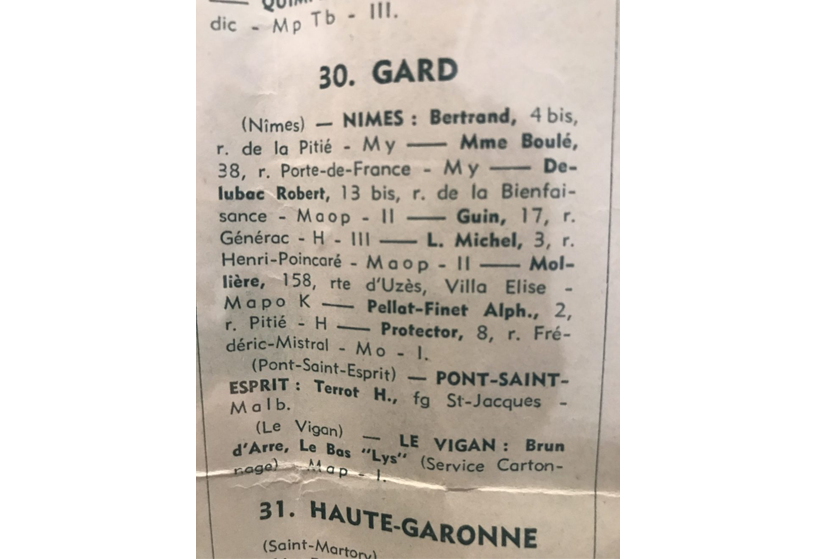 dic - Mp Tb - III.
30. GARD
(Nîmes) — NIMES : Bertrand, 4 bis,
r. de la Pitié - My — Mme Boulé,
38, r. Porte-de-France - My — De-
lubac Robert, 13 bis, r. de la Bienfai-
sance - Maop - II — Guin, 17, r.
Générac - H - III — L. Michel, 3, r.
Henri-Poincaré - Maop - II — Mol-
lière, 158, rte d'Uzès, Villa Elise -
Mapo K — Pellat-Finet Alph., 2,
r. Pitié - H — Protector, 8, r. Fré-
déric-Mistral - Mo - I.
(Pont-Saint-Esprit) — PONT-SAINT-
ESPRIT : Terrot H., fg St-Jacques -
Malb.
(Le Vigan) — LE VIGAN : Brun
d'Arre, Le Bas "Lys" (Service Carton-
nage) - Map - I.
31. HAUTE-GARONNE
(Saint-Martory)